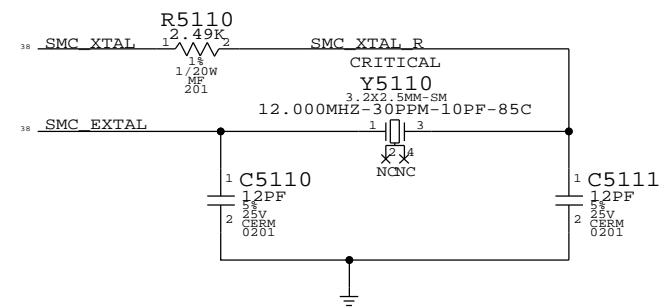 R5110
2.49K
38 SMC_XTAL 1 2 SMC_XTAL_R
1%
1/20W
MF
201
CRITICAL
Y5110
3.2X2.5MM-SM
12.000MHZ-30PPM-10PF-85C
38 SMC_EXTAL 1 3
2 4
NC NC
1 C5110
12PF
5%
25V
2 CERM
0201
1 C5111
12PF
5%
25V
2 CERM
0201